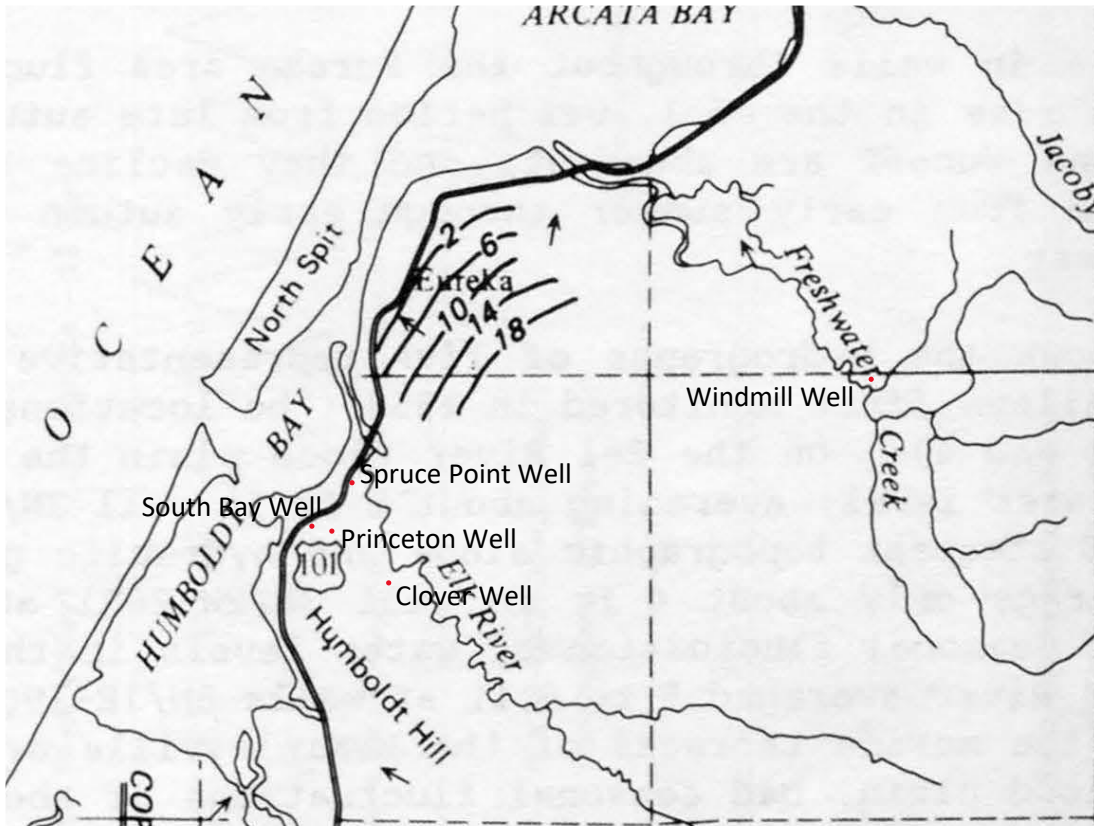 ARCATA BAY
OCEAN
North Spit
Jacoby
2
6
Eureka
10
14
18
Freshwater
Creek
Windmill Well
BAY
HUMBOLDT
Spruce Point Well
South Bay Well
Princeton Well
101
Clover Well
Elk River
Humboldt Hill